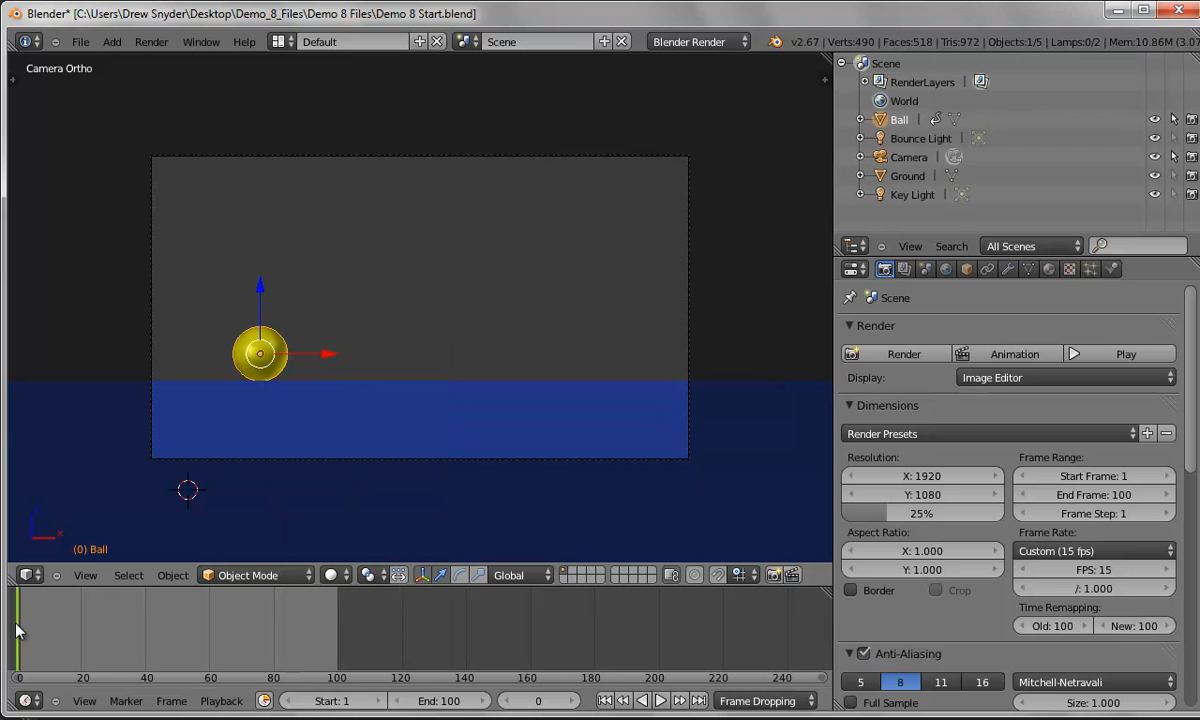 Blender* [C:\Users\Drew Snyder\Desktop\Demo_8_Files\Demo 8 Files\Demo 8 Start.blend]
File Add Render Window Help Default Scene Blender Render v2.67 | Verts:490 | Faces:518 | Tris:972 | Objects:1/5 | Lamps:0/2 | Mem:10.86M (3.07
Camera Ortho
Scene
RenderLayers
World
Ball
Bounce Light
Camera
Ground
Key Light
View Search All Scenes
Scene
Render
Render Animation Play
Display: Image Editor
Dimensions
Render Presets
Resolution: Frame Range:
X: 1920 Start Frame: 1
Y: 1080 End Frame: 100
25% Frame Step: 1
Aspect Ratio: Frame Rate:
X: 1.000 Custom (15 fps)
Y: 1.000 FPS: 15
Border Crop /: 1.000
Time Remapping:
Old: 100 New: 100
Anti-Aliasing
5 8 11 16 Mitchell-Netravali
Full Sample Size: 1.000
x
(0) Ball
View Select Object Object Mode Global
0 20 40 60 80 100 120 140 160 180 200 220 240
View Marker Frame Playback Start: 1 End: 100 0 Frame Dropping